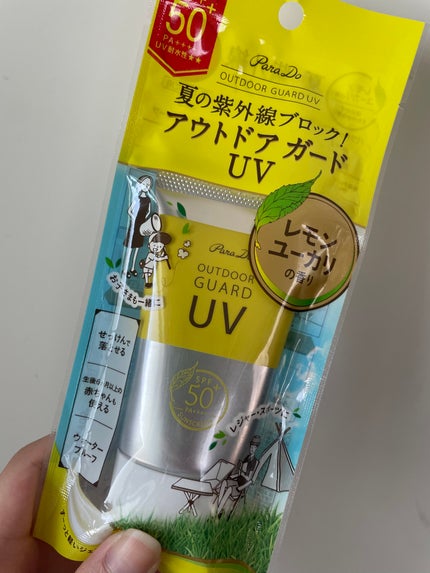 50+
PA++++
UV耐水性★★
ParaDo
OUTDOOR GUARD UV
夏の紫外線ブロック!
アウトドア ガード
UV
レモン
ユーカリ
の香り
ParaDo
OUTDOOR
GUARD
UV
おこさまも一緒に
せっけんで
落とせる
生後6ヶ月以上の
赤ちゃんも
使える
ウォーター
プルーフ
SPF
50+
PA++++
SUNSCREEN
レジャー・スポーツに